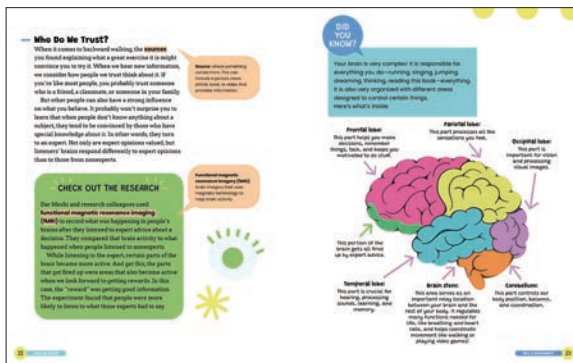 Who Do We Trust?
When it comes to backward walking, the sources
you found explaining what a great exercise it is might
convince you to try it. When we hear new information,
we consider how people we trust think about it. If
you're like most people, you probably trust someone
who is a friend, a classmate, or someone in your family.
But other people can also have a strong influence
on what you believe. It probably won't surprise you to
learn that when people don't know anything about a
subject, they tend to be convinced by those who have
special knowledge about it. In other words, they turn
to an expert. Not only are expert opinions valued, but
listeners' brains respond differently to expert opinions
than to those from nonexperts.
Source: where something
comes from. This can
include a person, news
article, book, or video that
provides information.
CHECK OUT THE RESEARCH
Dar Meshi and research colleagues used
functional magnetic resonance imaging
(fMRI) to record what was happening in people's
brains after they listened to expert advice about a
decision. They compared that brain activity to what
happened when people listened to nonexperts.
While listening to the expert, certain parts of the
brain became more active. And get this, the parts
that got fired up were areas that also become active
when we look forward to getting rewards. In this
case, the "reward" was getting good information.
The experiment found that people were more
likely to listen to what those experts had to say
Functional magnetic
resonance imaging (fMRI):
brain imagery that uses
magnetic technology to
map brain activity.
22
DID
YOU
KNOW?
Your brain is very complex! It is responsible for
everything you do—running, singing, jumping,
dreaming, thinking, reading this book—everything.
It is also very organized with different areas
designed to control certain things.
Here's what's inside:
Frontal lobe:
This part helps you make
decisions, remember
things, talk, and keeps you
motivated to do stuff.
Parietal lobe:
This part processes all the
sensations you feel.
Occipital lobe:
This part is
important for vision
and processing
visual images.
This portion of the
brain gets all fired
up by expert advice.
Temporal lobe:
This part is crucial for
hearing, processing
sounds, learning, and
memory.
Brain stem:
This area serves as an
important relay station
between your brain and the
rest of your body. It regulates
many functions needed for
life, like breathing and heart
rate, and helps coordinate
movement like walking or
playing video games!
Cerebellum:
This part controls our
body position, balance,
and coordination.
23